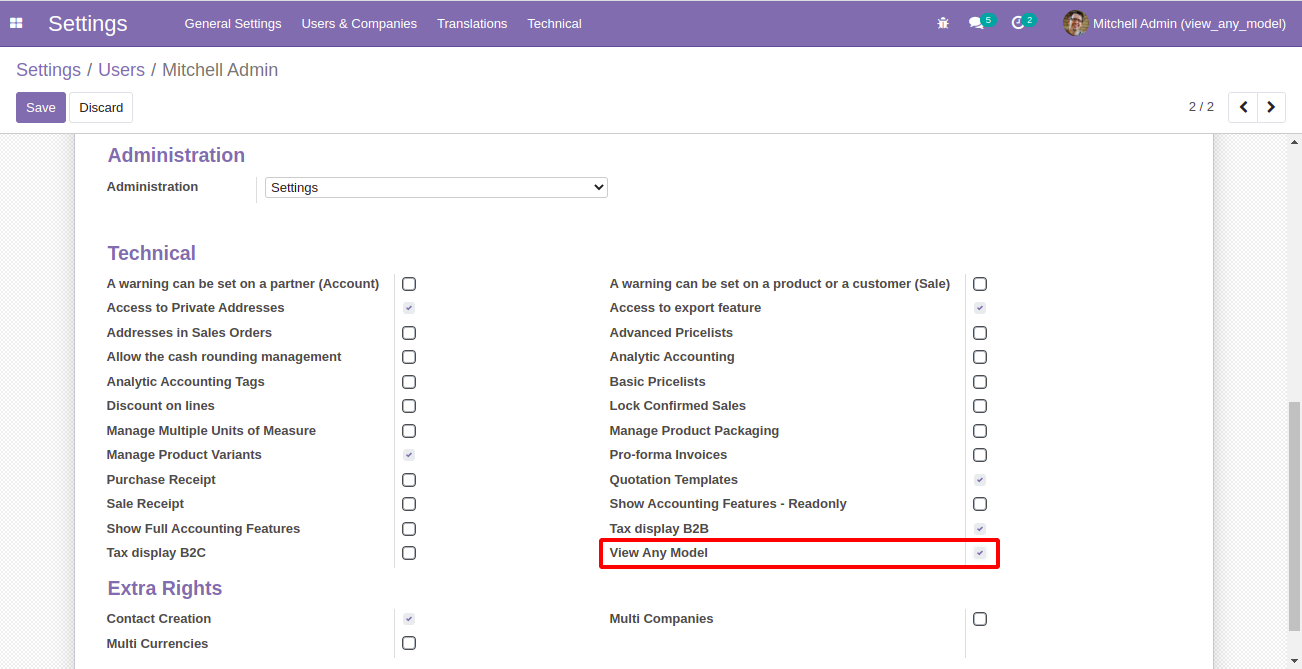 Settings General Settings Users & Companies Translations Technical 5 2 Mitchell Admin (view_any_model)
Settings / Users / Mitchell Admin
Save Discard 2 / 2
Administration
Administration Settings
Technical
A warning can be set on a partner (Account) A warning can be set on a product or a customer (Sale)
Access to Private Addresses Access to export feature
Addresses in Sales Orders Advanced Pricelists
Allow the cash rounding management Analytic Accounting
Analytic Accounting Tags Basic Pricelists
Discount on lines Lock Confirmed Sales
Manage Multiple Units of Measure Manage Product Packaging
Manage Product Variants Pro-forma Invoices
Purchase Receipt Quotation Templates
Sale Receipt Show Accounting Features - Readonly
Show Full Accounting Features Tax display B2B
Tax display B2C View Any Model
Extra Rights
Contact Creation Multi Companies
Multi Currencies